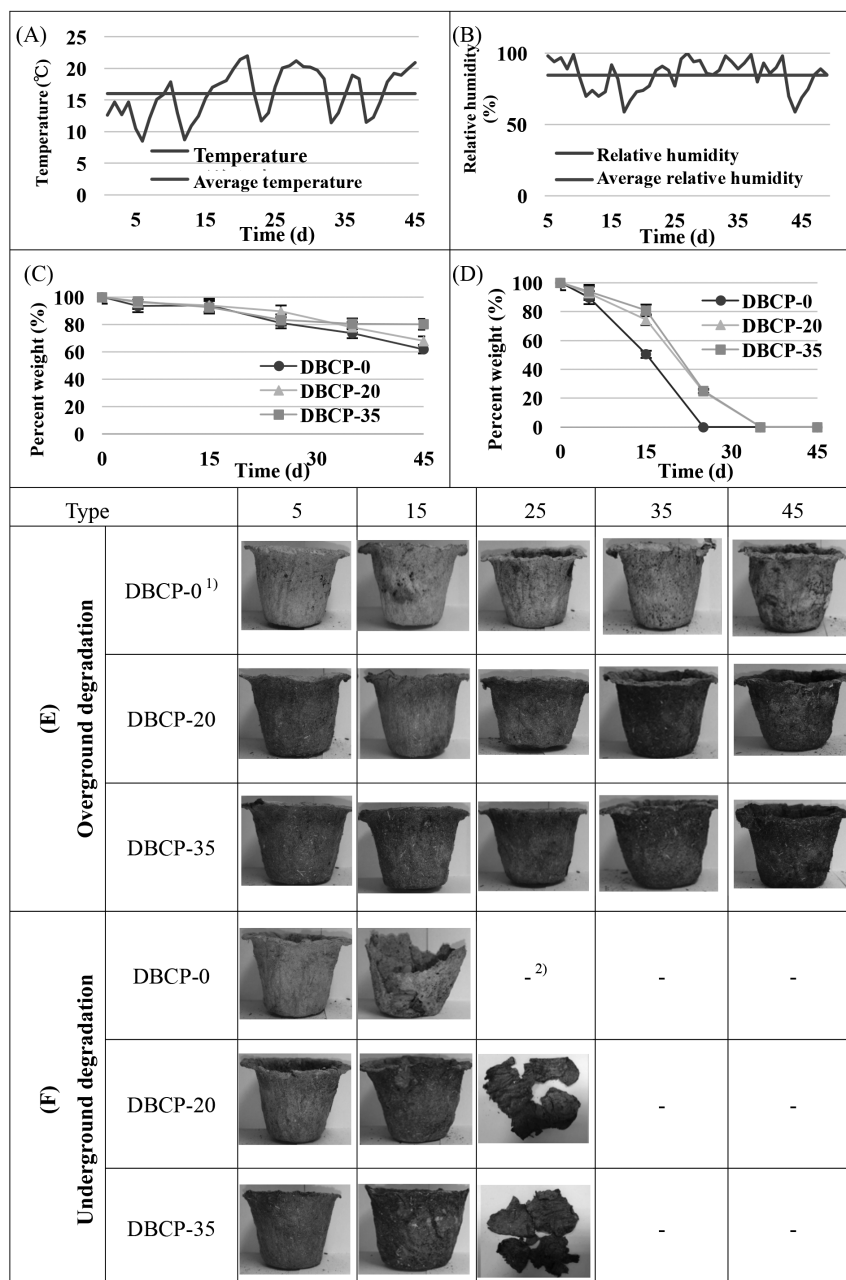 (A)
25
20
15
10
5
0
Temperature (℃)
Temperature
Average temperature
5 15 25 35 45
Time (d)
(B)
100
50
0
Relative humidity
(%)
Relative humidity
Average relative humidity
5 15 25 35 45
Time (d)
(C)
100
80
60
40
20
0
Percent weight (%)
DBCP-0
DBCP-20
DBCP-35
0 15 30 45
Time (d)
(D)
100
80
60
40
20
0
Percent weight (%)
DBCP-0
DBCP-20
DBCP-35
0 15 30 45
Time (d)
Type 5 15 25 35 45
(E)
Overground degradation
DBCP-0 1)
DBCP-20
DBCP-35
(F)
Underground degradation
DBCP-0 - 2) - -
DBCP-20 - -
DBCP-35 - -